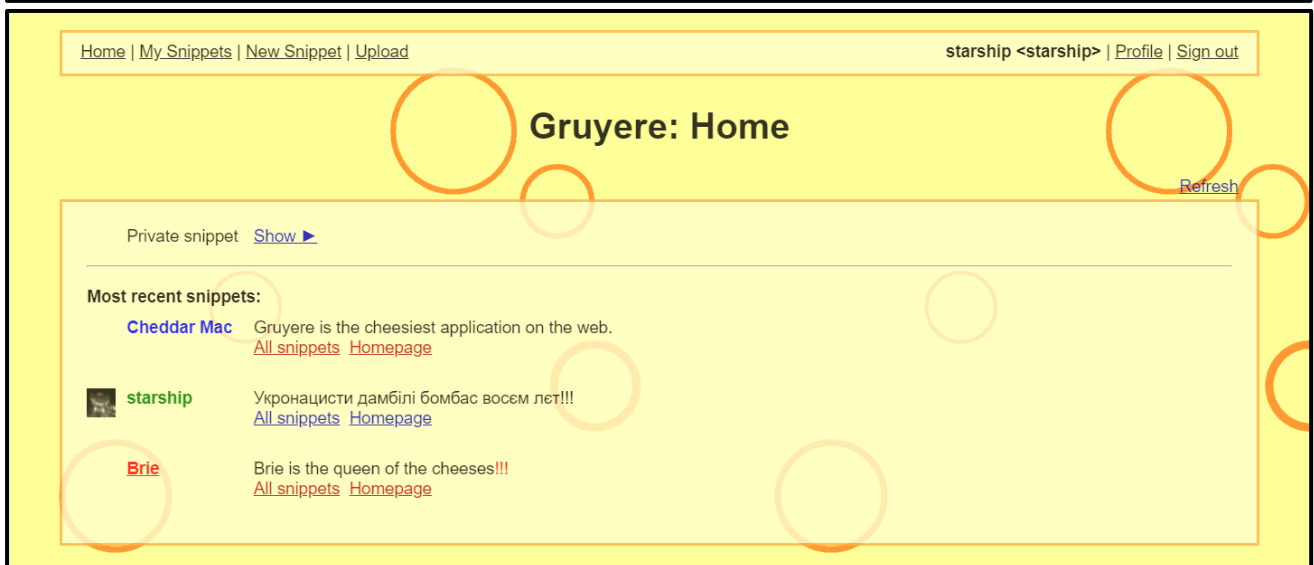 Home | My Snippets | New Snippet | Upload
starship <starship> | Profile | Sign out
Gruyere: Home
Refresh
Private snippet Show ►
Most recent snippets:
Cheddar Mac Gruyere is the cheesiest application on the web.
All snippets Homepage
starship Укронацисти дамбілі бомбас восєм лєт!!!
All snippets Homepage
Brie Brie is the queen of the cheeses!!!
All snippets Homepage